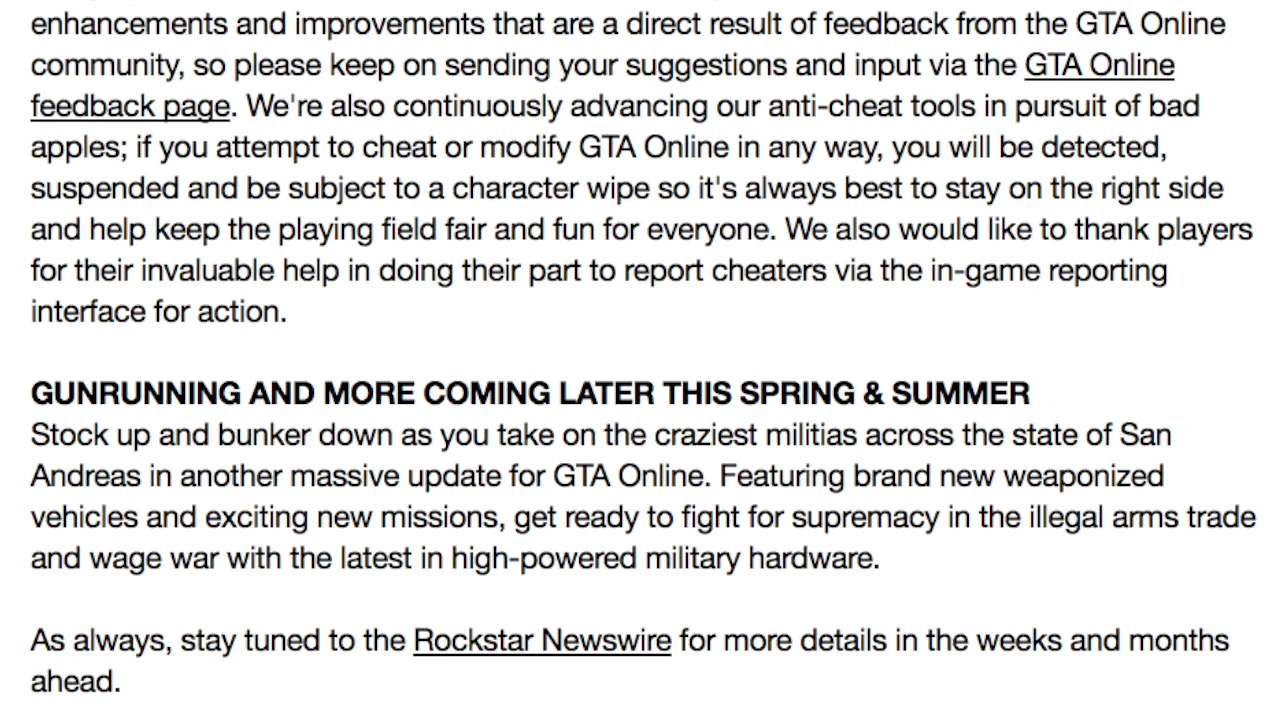 enhancements and improvements that are a direct result of feedback from the GTA Online
community, so please keep on sending your suggestions and input via the GTA Online
feedback page. We're also continuously advancing our anti-cheat tools in pursuit of bad
apples; if you attempt to cheat or modify GTA Online in any way, you will be detected,
suspended and be subject to a character wipe so it's always best to stay on the right side
and help keep the playing field fair and fun for everyone. We also would like to thank players
for their invaluable help in doing their part to report cheaters via the in-game reporting
interface for action.
GUNRUNNING AND MORE COMING LATER THIS SPRING & SUMMER
Stock up and bunker down as you take on the craziest militias across the state of San
Andreas in another massive update for GTA Online. Featuring brand new weaponized
vehicles and exciting new missions, get ready to fight for supremacy in the illegal arms trade
and wage war with the latest in high-powered military hardware.
As always, stay tuned to the Rockstar Newswire for more details in the weeks and months
ahead.